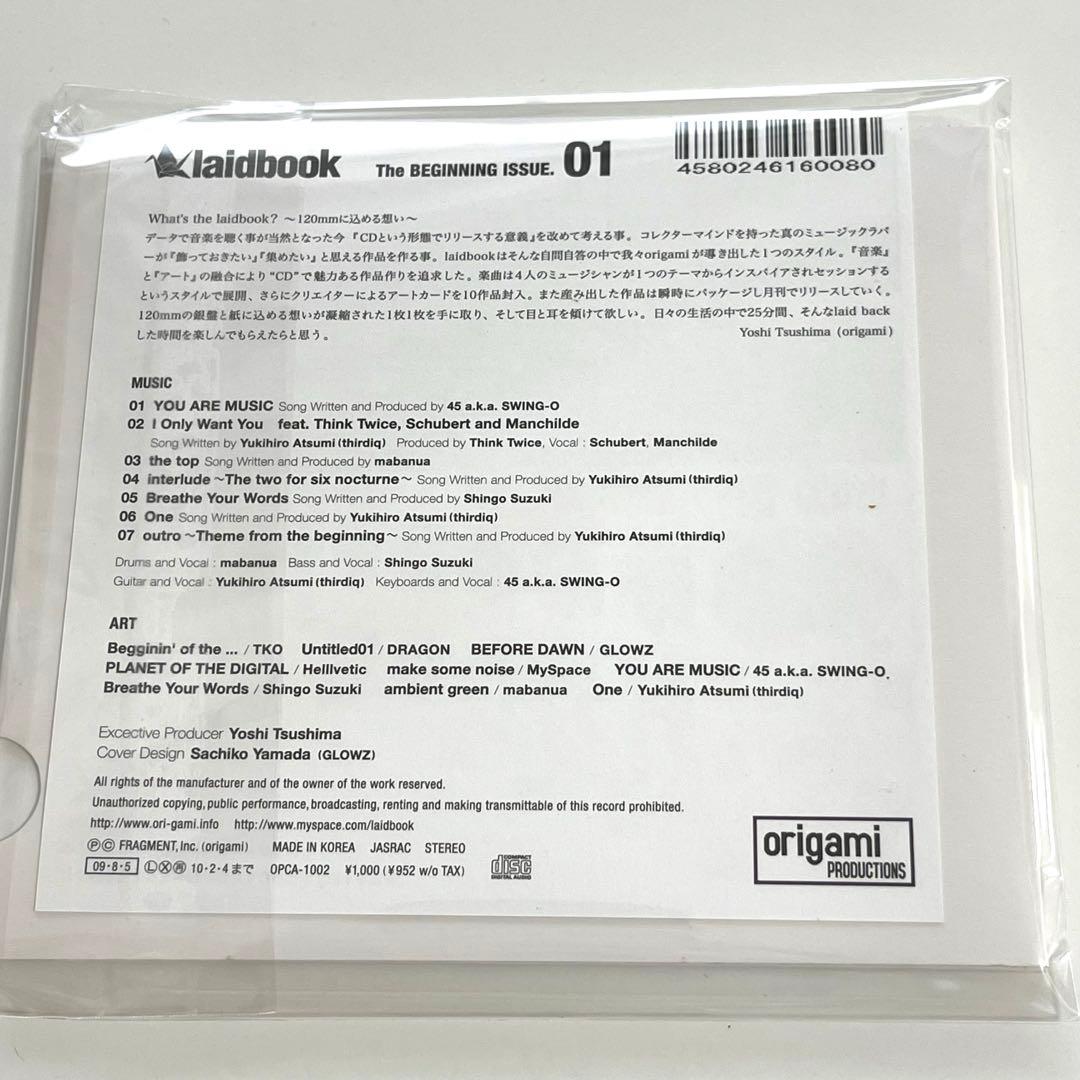 laidbook The BEGINNING ISSUE. 01
4580246160080
What's the laidbook? ～120mmに込める想い～
データで音楽を聴く事が当然となった今『CDという形態でリリースする意義』を改めて考える事。コレクターマインドを持った真のミュージックラバ
ーが『飾っておきたい』『集めたい』と思える作品を作る事。laidbookはそんな自問自答の中で我々origamiが導き出した1つのスタイル。『音楽』
と『アート』の融合により“CD”で魅力ある作品作りを追求した。楽曲は4人のミュージシャンが1つのテーマからインスパイアされセッションする
というスタイルで展開、さらにクリエイターによるアートカードを10作品封入。また産み出した作品は瞬時にパッケージし月刊でリリースしていく。
120mmの銀盤と紙に込める想いが凝縮された1枚1枚を手に取り、そして目と耳を傾けて欲しい。日々の生活の中で25分間、そんなlaid back
した時間を楽しんでもらえたらと思う。 Yoshi Tsushima (origami)
MUSIC
01 YOU ARE MUSIC Song Written and Produced by 45 a.k.a. SWING-O
02 I Only Want You feat. Think Twice, Schubert and Manchilde
Song Written by Yukihiro Atsumi (thirdiq) Produced by Think Twice, Vocal : Schubert, Manchilde
03 the top Song Written and Produced by mabanua
04 interlude ～The two for six nocturne～ Song Written and Produced by Yukihiro Atsumi (thirdiq)
05 Breathe Your Words Song Written and Produced by Shingo Suzuki
06 One Song Written and Produced by Yukihiro Atsumi (thirdiq)
07 outro ～Theme from the beginning～ Song Written and Produced by Yukihiro Atsumi (thirdiq)
Drums and Vocal : mabanua Bass and Vocal : Shingo Suzuki
Guitar and Vocal : Yukihiro Atsumi (thirdiq) Keyboards and Vocal : 45 a.k.a. SWING-O
ART
Begginin' of the ... / TKO Untitled01 / DRAGON BEFORE DAWN / GLOWZ
PLANET OF THE DIGITAL / Helllvetic make some noise / MySpace YOU ARE MUSIC / 45 a.k.a. SWING-O.
Breathe Your Words / Shingo Suzuki ambient green / mabanua One / Yukihiro Atsumi (thirdiq)
Excective Producer Yoshi Tsushima
Cover Design Sachiko Yamada (GLOWZ)
All rights of the manufacturer and of the owner of the work reserved.
Unauthorized copying, public performance, broadcasting, renting and making transmittable of this record prohibited.
http://www.ori-gami.info http://www.myspace.com/laidbook
ⓅⒸ FRAGMENT, Inc. (origami) MADE IN KOREA JASRAC STEREO
09・8・5 ⓁⓍ㊞ 10・2・4まで OPCA-1002 ¥1,000 (¥952 w/o TAX) COMPACT disc DIGITAL AUDIO
origami
PRODUCTIONS